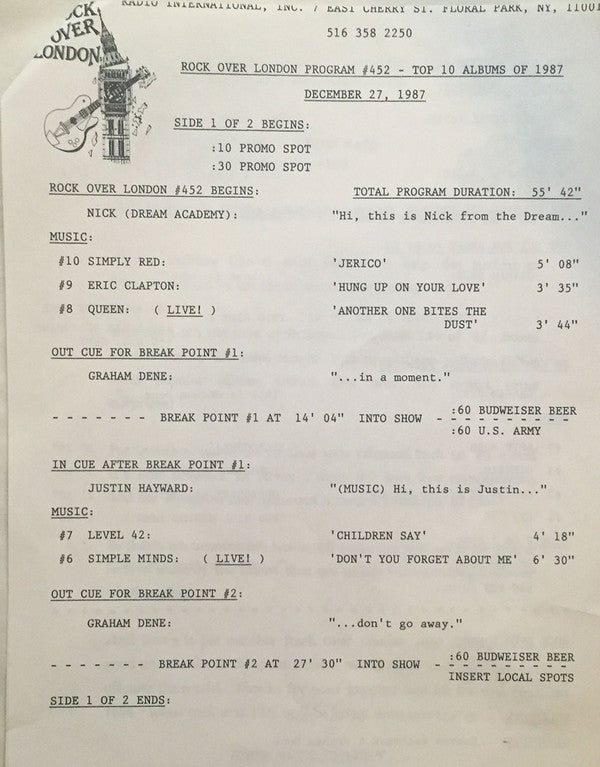 ROCK
OVER
LONDON
RADIO INTERNATIONAL, INC. / EAST CHERRY ST. FLORAL PARK, NY, 11001
516 358 2250
ROCK OVER LONDON PROGRAM #452 - TOP 10 ALBUMS OF 1987
DECEMBER 27, 1987
SIDE 1 OF 2 BEGINS:
:10 PROMO SPOT
:30 PROMO SPOT
ROCK OVER LONDON #452 BEGINS: TOTAL PROGRAM DURATION: 55' 42"
NICK (DREAM ACADEMY): "Hi, this is Nick from the Dream..."
MUSIC:
#10 SIMPLY RED: 'JERICO' 5' 08"
#9 ERIC CLAPTON: 'HUNG UP ON YOUR LOVE' 3' 35"
#8 QUEEN: ( LIVE! ) 'ANOTHER ONE BITES THE
DUST' 3' 44"
OUT CUE FOR BREAK POINT #1:
GRAHAM DENE: "...in a moment."
- - - - - - - BREAK POINT #1 AT 14' 04" INTO SHOW - - - - - - - - - :60 BUDWEISER BEER
:60 U.S. ARMY
IN CUE AFTER BREAK POINT #1:
JUSTIN HAYWARD: "(MUSIC) Hi, this is Justin..."
MUSIC:
#7 LEVEL 42: 'CHILDREN SAY' 4' 18"
#6 SIMPLE MINDS: ( LIVE! ) 'DON'T YOU FORGET ABOUT ME' 6' 30"
OUT CUE FOR BREAK POINT #2:
GRAHAM DENE: "...don't go away."
- - - - - - - BREAK POINT #2 AT 27' 30" INTO SHOW - - - - - - - - - :60 BUDWEISER BEER
INSERT LOCAL SPOTS
SIDE 1 OF 2 ENDS: